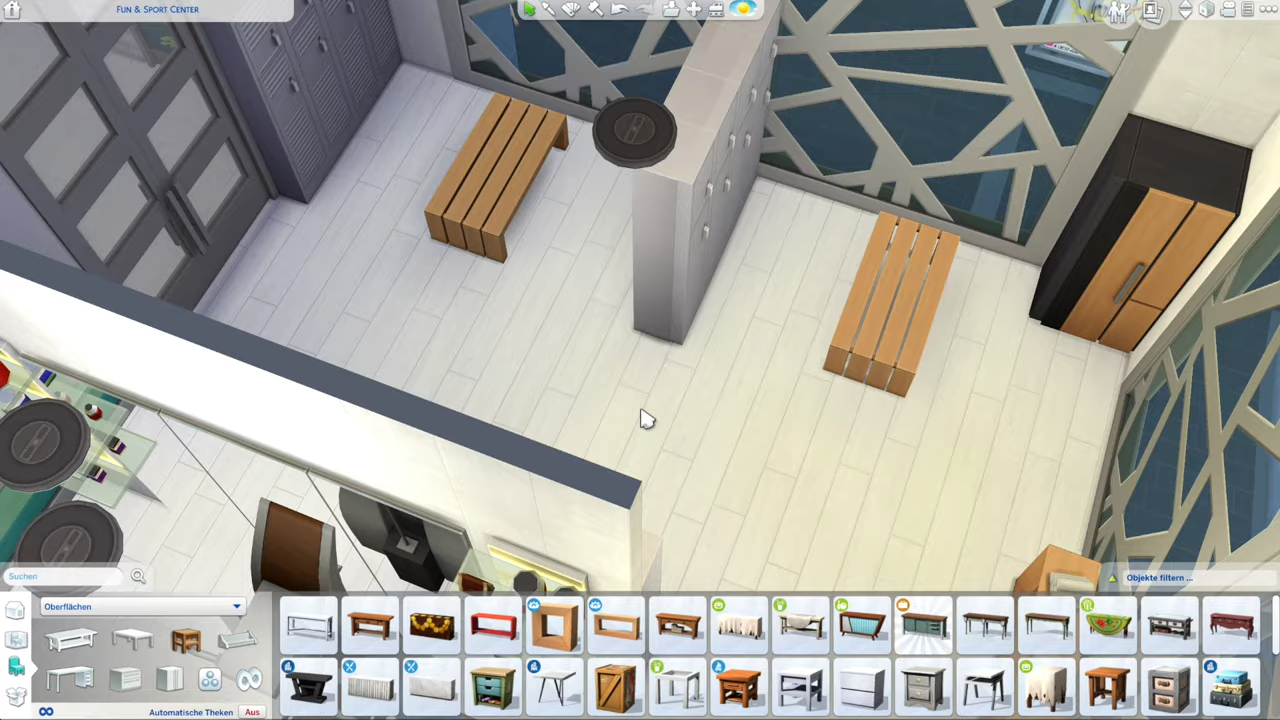 FUN & SPORT CENTER
Suchen
Objekte filtern ...
Oberflächen
Automatische Theken
Aus